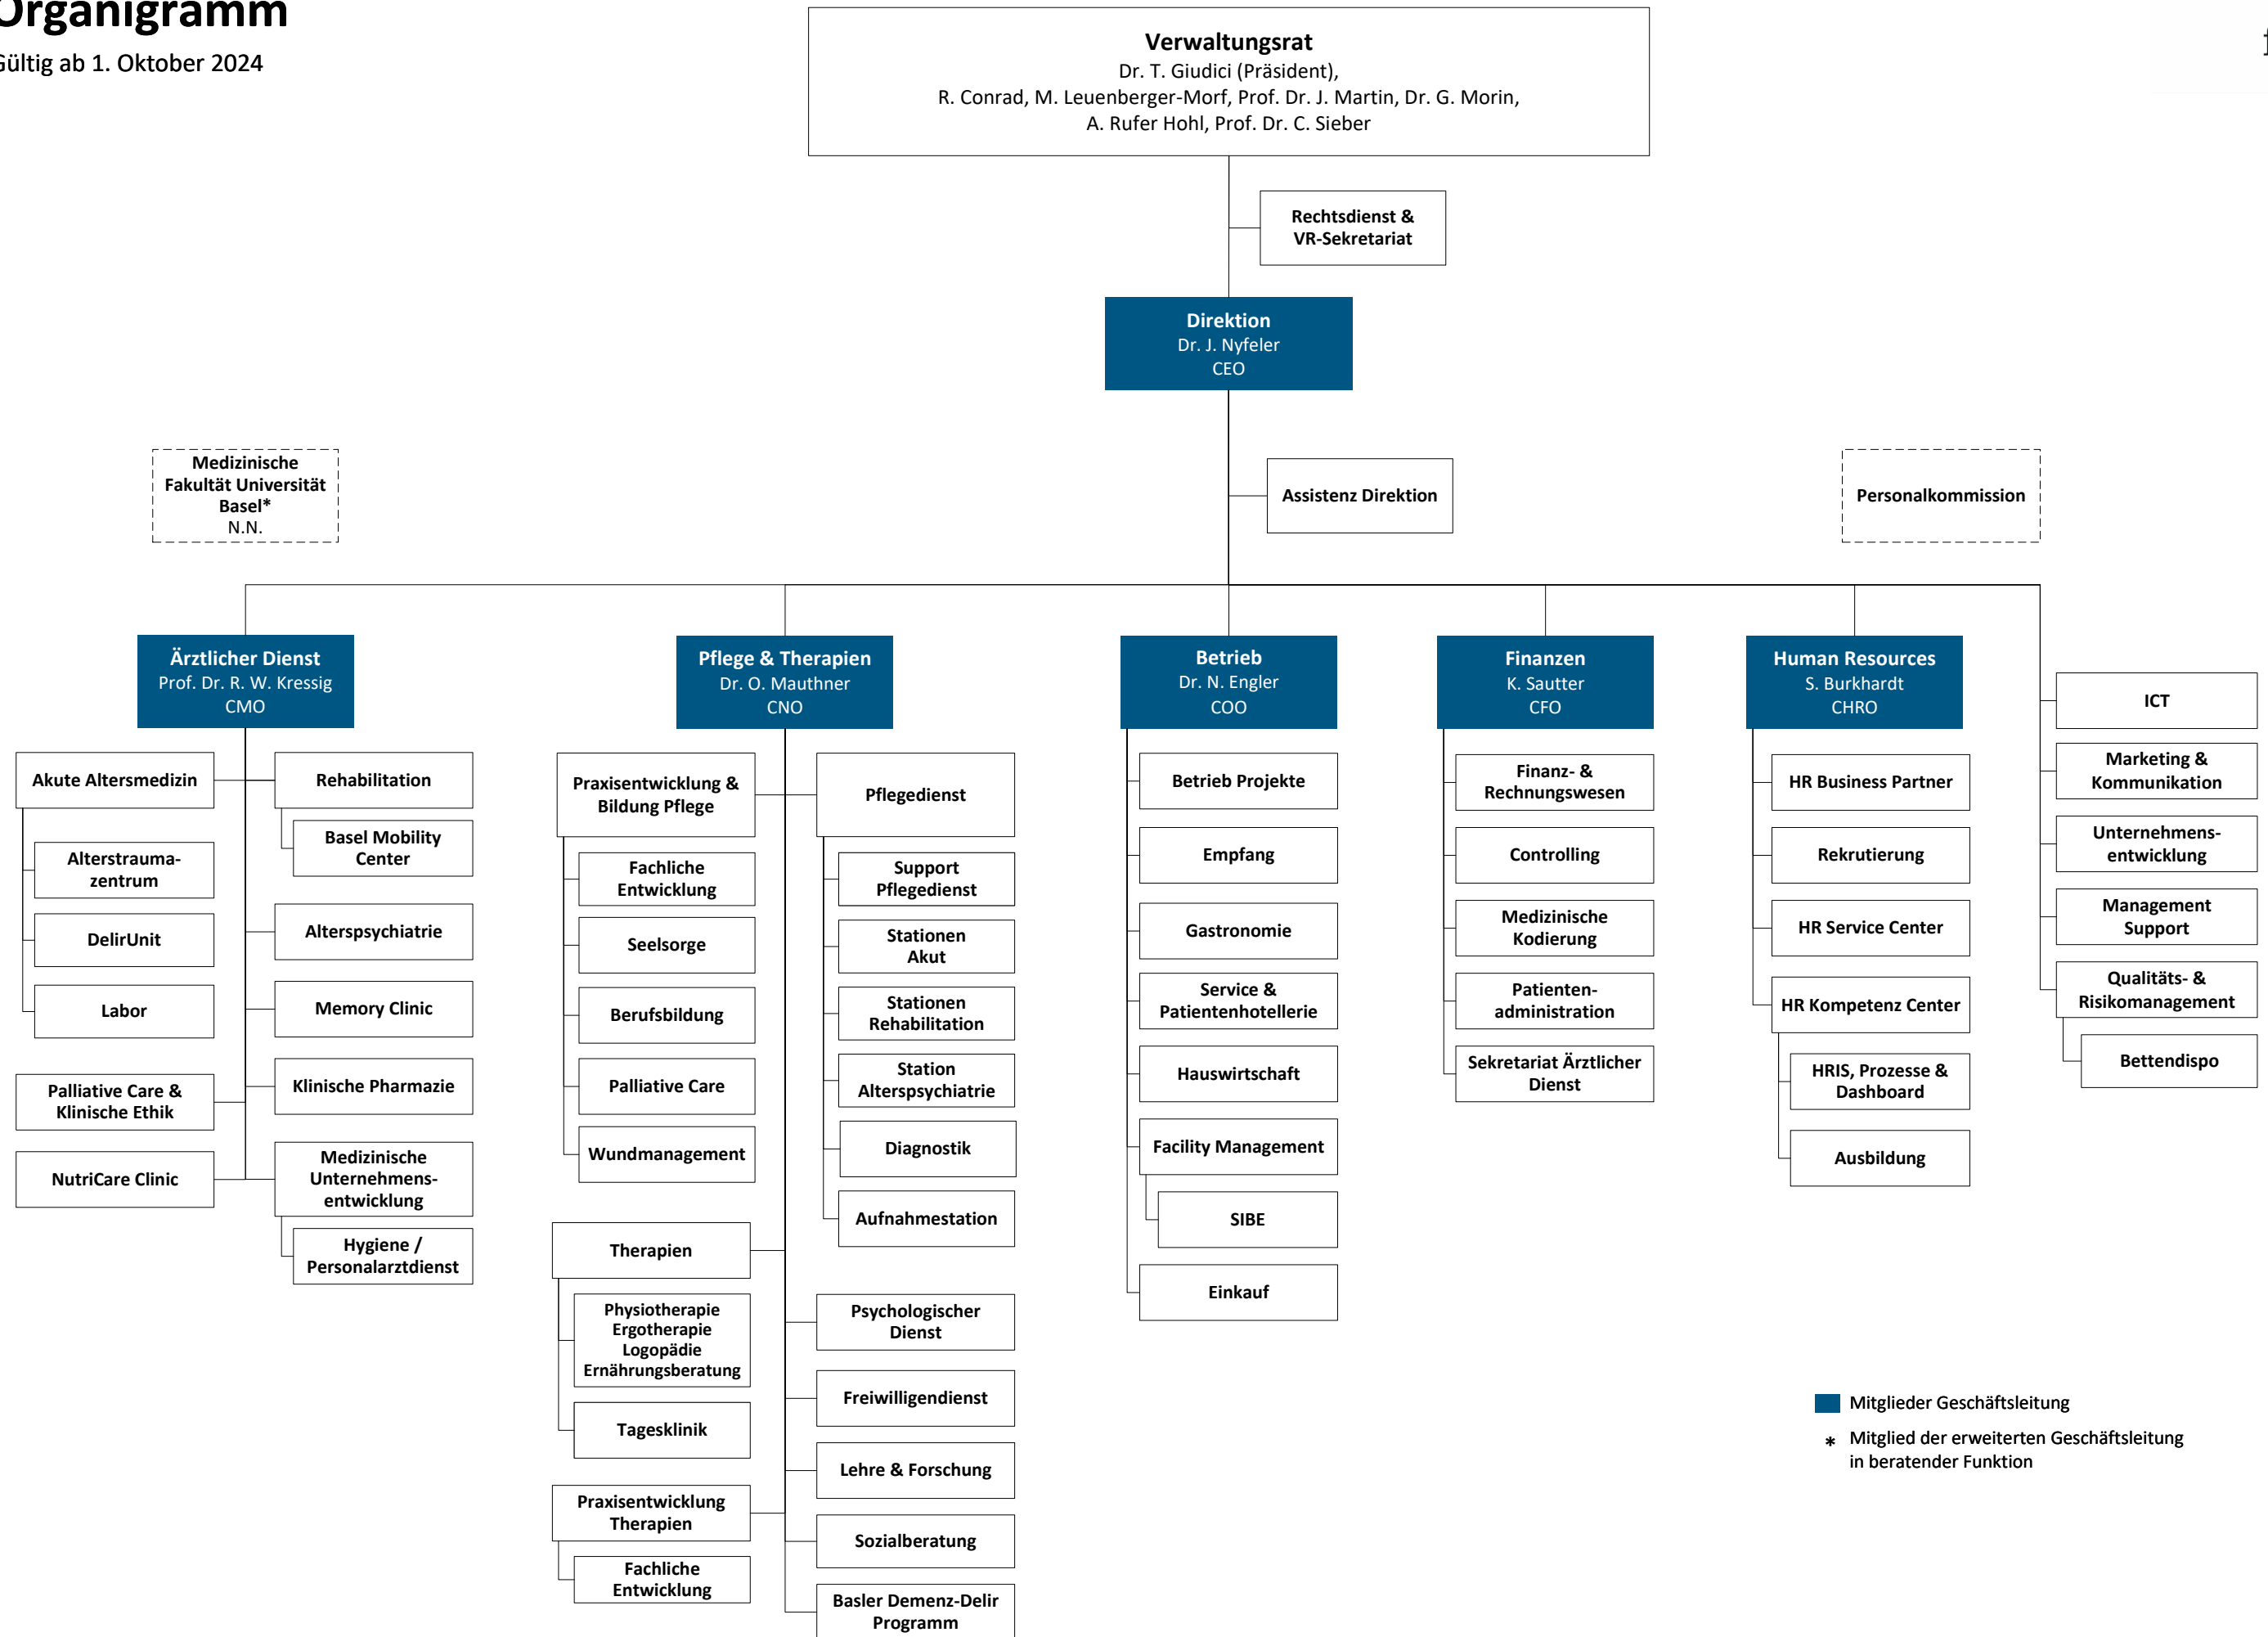 Organigramm
Gültig ab 1. Oktober 2024
Verwaltungsrat
Dr. T. Giudici (Präsident),
R. Conrad, M. Leuenberger-Morf, Prof. Dr. J. Martin, Dr. G. Morin,
A. Rufer Hohl, Prof. Dr. C. Sieber
Rechtsdienst &
VR-Sekretariat
Direktion
Dr. J. Nyfeler
CEO
Medizinische
Fakultät Universität
Basel*
N.N.
Assistenz Direktion
Personalkommission
Ärztlicher Dienst
Prof. Dr. R. W. Kressig
CMO
Pflege & Therapien
Dr. O. Mauthner
CNO
Betrieb
Dr. N. Engler
COO
Finanzen
K. Sautter
CFO
Human Resources
S. Burkhardt
CHRO
Akute Altersmedizin
Alterstrauma-
zentrum
DelirUnit
Labor
Palliative Care &
Klinische Ethik
NutriCare Clinic
Rehabilitation
Basel Mobility
Center
Alterspsychiatrie
Memory Clinic
Klinische Pharmazie
Medizinische
Unternehmens-
entwicklung
Hygiene /
Personalarztdienst
Praxisentwicklung &
Bildung Pflege
Fachliche
Entwicklung
Seelsorge
Berufsbildung
Palliative Care
Wundmanagement
Therapien
Physiotherapie
Ergotherapie
Logopädie
Ernährungsberatung
Tagesklinik
Praxisentwicklung
Therapien
Fachliche
Entwicklung
Pflegedienst
Support
Pflegedienst
Stationen
Akut
Stationen
Rehabilitation
Station
Alterspsychiatrie
Diagnostik
Aufnahmestation
Psychologischer
Dienst
Freiwilligendienst
Lehre & Forschung
Sozialberatung
Basler Demenz-Delir
Programm
Betrieb Projekte
Empfang
Gastronomie
Service &
Patientenhotellerie
Hauswirtschaft
Facility Management
SIBE
Einkauf
Finanz- &
Rechnungswesen
Controlling
Medizinische
Kodierung
Patienten-
administration
Sekretariat Ärztlicher
Dienst
HR Business Partner
Rekrutierung
HR Service Center
HR Kompetenz Center
HRIS, Prozesse &
Dashboard
Ausbildung
ICT
Marketing &
Kommunikation
Unternehmens-
entwicklung
Management
Support
Qualitäts- &
Risikomanagement
Bettendispo
Mitglieder Geschäftsleitung
* Mitglied der erweiterten Geschäftsleitung
in beratender Funktion